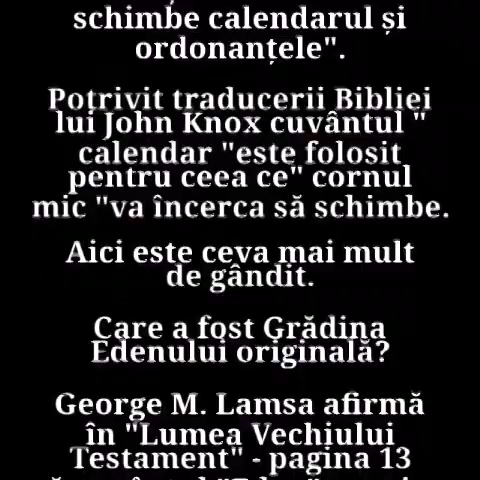 schimbe calendarul și
ordonanțele".
Potrivit traducerii Bibliei
lui John Knox cuvântul "
calendar "este folosit
pentru ceea ce" cornul
mic "va încerca să schimbe.
Aici este ceva mai mult
de gândit.
Care a fost Grădina
Edenului originală?
George M. Lamsa afirmă
în "Lumea Vechiului
Testament" - pagina 13